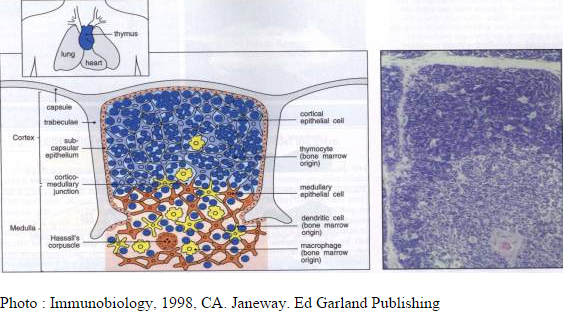 thymus
lung
heart
capsule
trabeculae
Cortex
sub-
capsular
epithelium
cortico-
medullary
junction
Medulla
Hassall's
corpuscle
cortical
epithelial cell
thymocyte
(bone marrow
origin)
medullary
epithelial cell
dendritic cell
(bone marrow
origin)
macrophage
(bone marrow
origin)
Photo : Immunobiology, 1998, CA. Janeway. Ed Garland Publishing